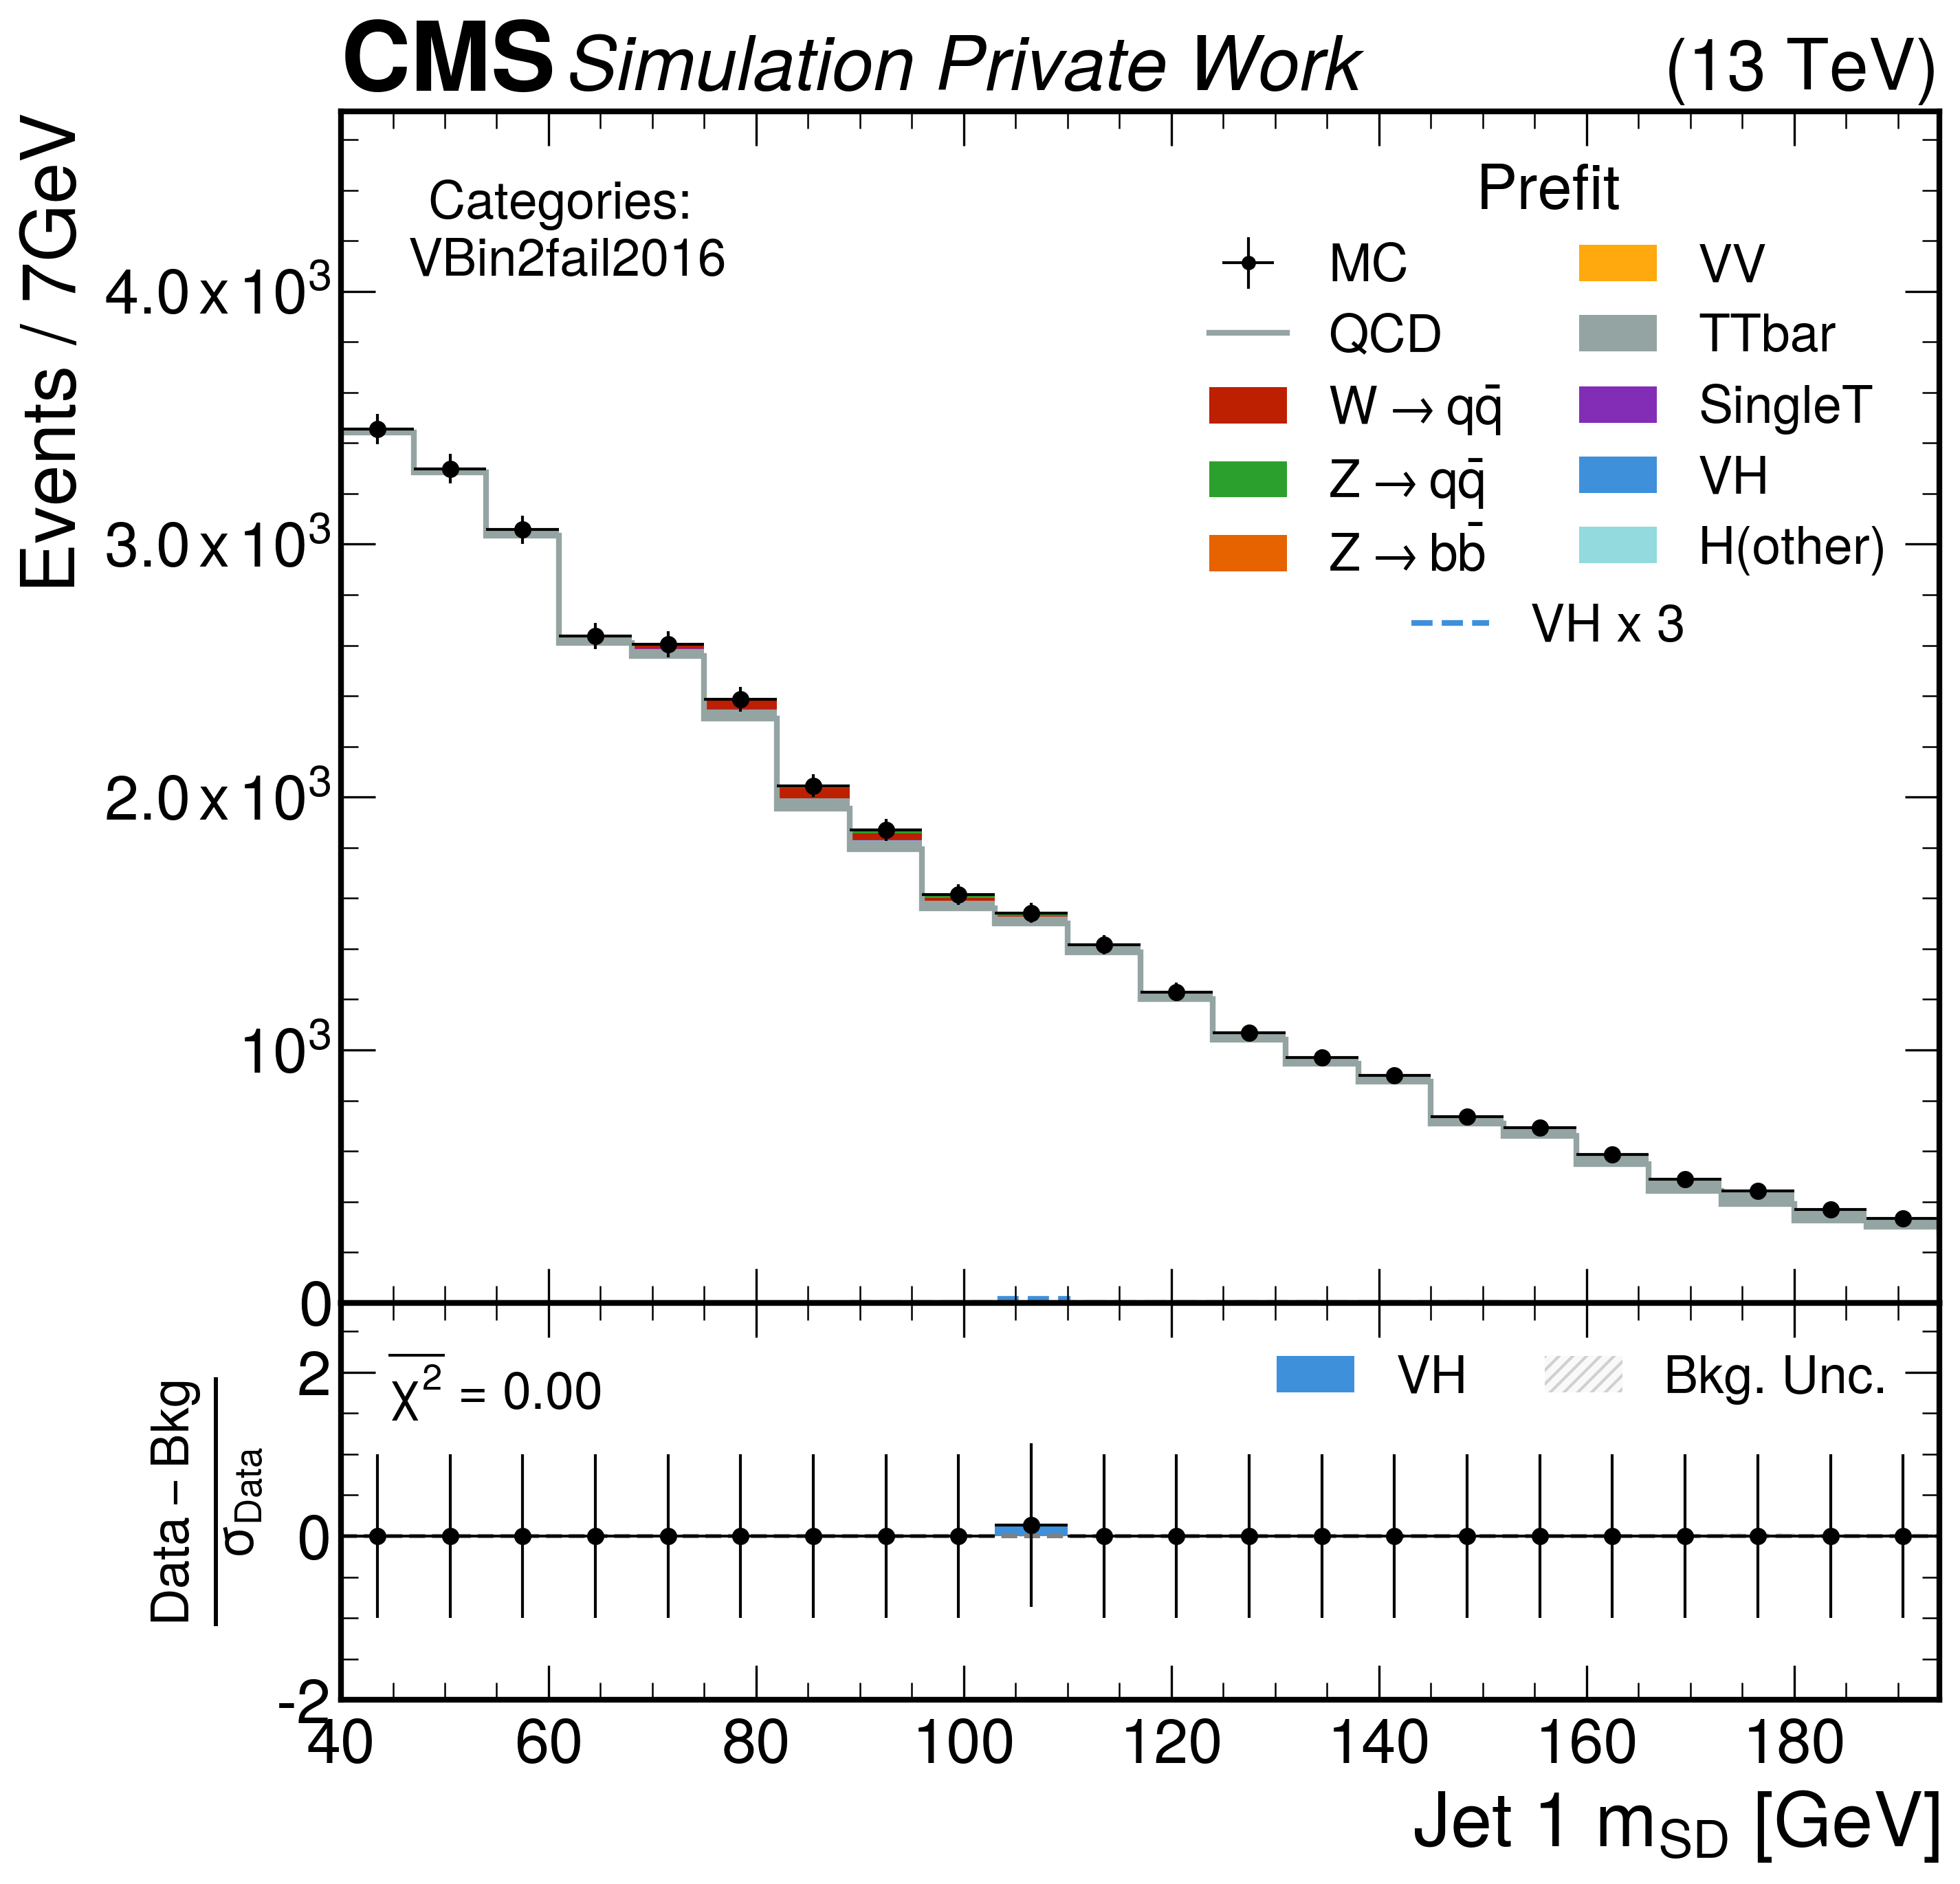 CMS Simulation Private Work (13 TeV)
Events / 7GeV
Categories:
VBin2fail2016
Prefit
MC
QCD
W → qq̄
Z → qq̄
Z → bb̄
VV
TTbar
SingleT
VH
H(other)
VH x 3
4.0 x 10³
3.0 x 10³
2.0 x 10³
10³
0
Data − Bkg
σ_Data
χ² = 0.00
VH
Bkg. Unc.
2
0
-2
40 60 80 100 120 140 160 180
Jet 1 m_SD [GeV]